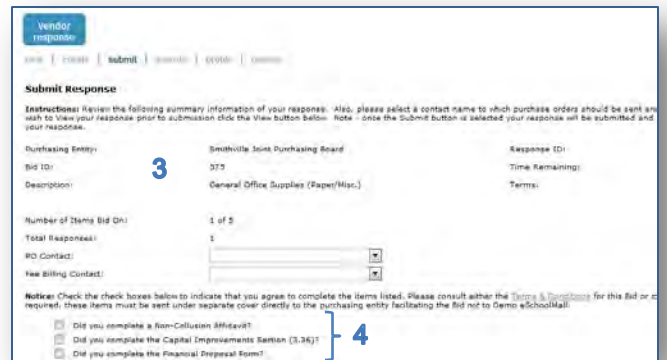 vendor
response
submit
Submit Response
Instructions: Review the following summary information of your response. Also, please select a contact name to which purchase orders should be sent
wish to View your response prior to submission click the View button below. Note - once the Submit button is selected your response will be submitted and
your response.
Purchasing Entity: Smithville Joint Purchasing Board Response ID:
Bid ID: 3 575 Time Remaining:
Description: General Office Supplies (Paper/Misc.) Terms:
Number of Items Bid On: 1 of 5
Total Responses: 1
PO Contact:
Fee Billing Contact:
Notice: Check the check boxes below to indicate that you agree to complete the items listed. Please consult either the Terms & Conditions for this Bid or
required, these items must be sent under separate cover directly to the purchasing entity facilitating the Bid not to Demo eSchoolMall.
Did you complete a Non-Collusion Affidavit?
Did you complete the Capital Improvements Section (3.36)? 4
Did you complete the Financial Proposal Form?